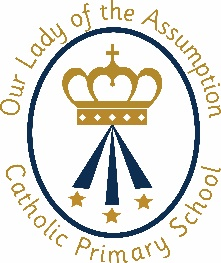 Our Lady of the Assumption
Catholic Primary School